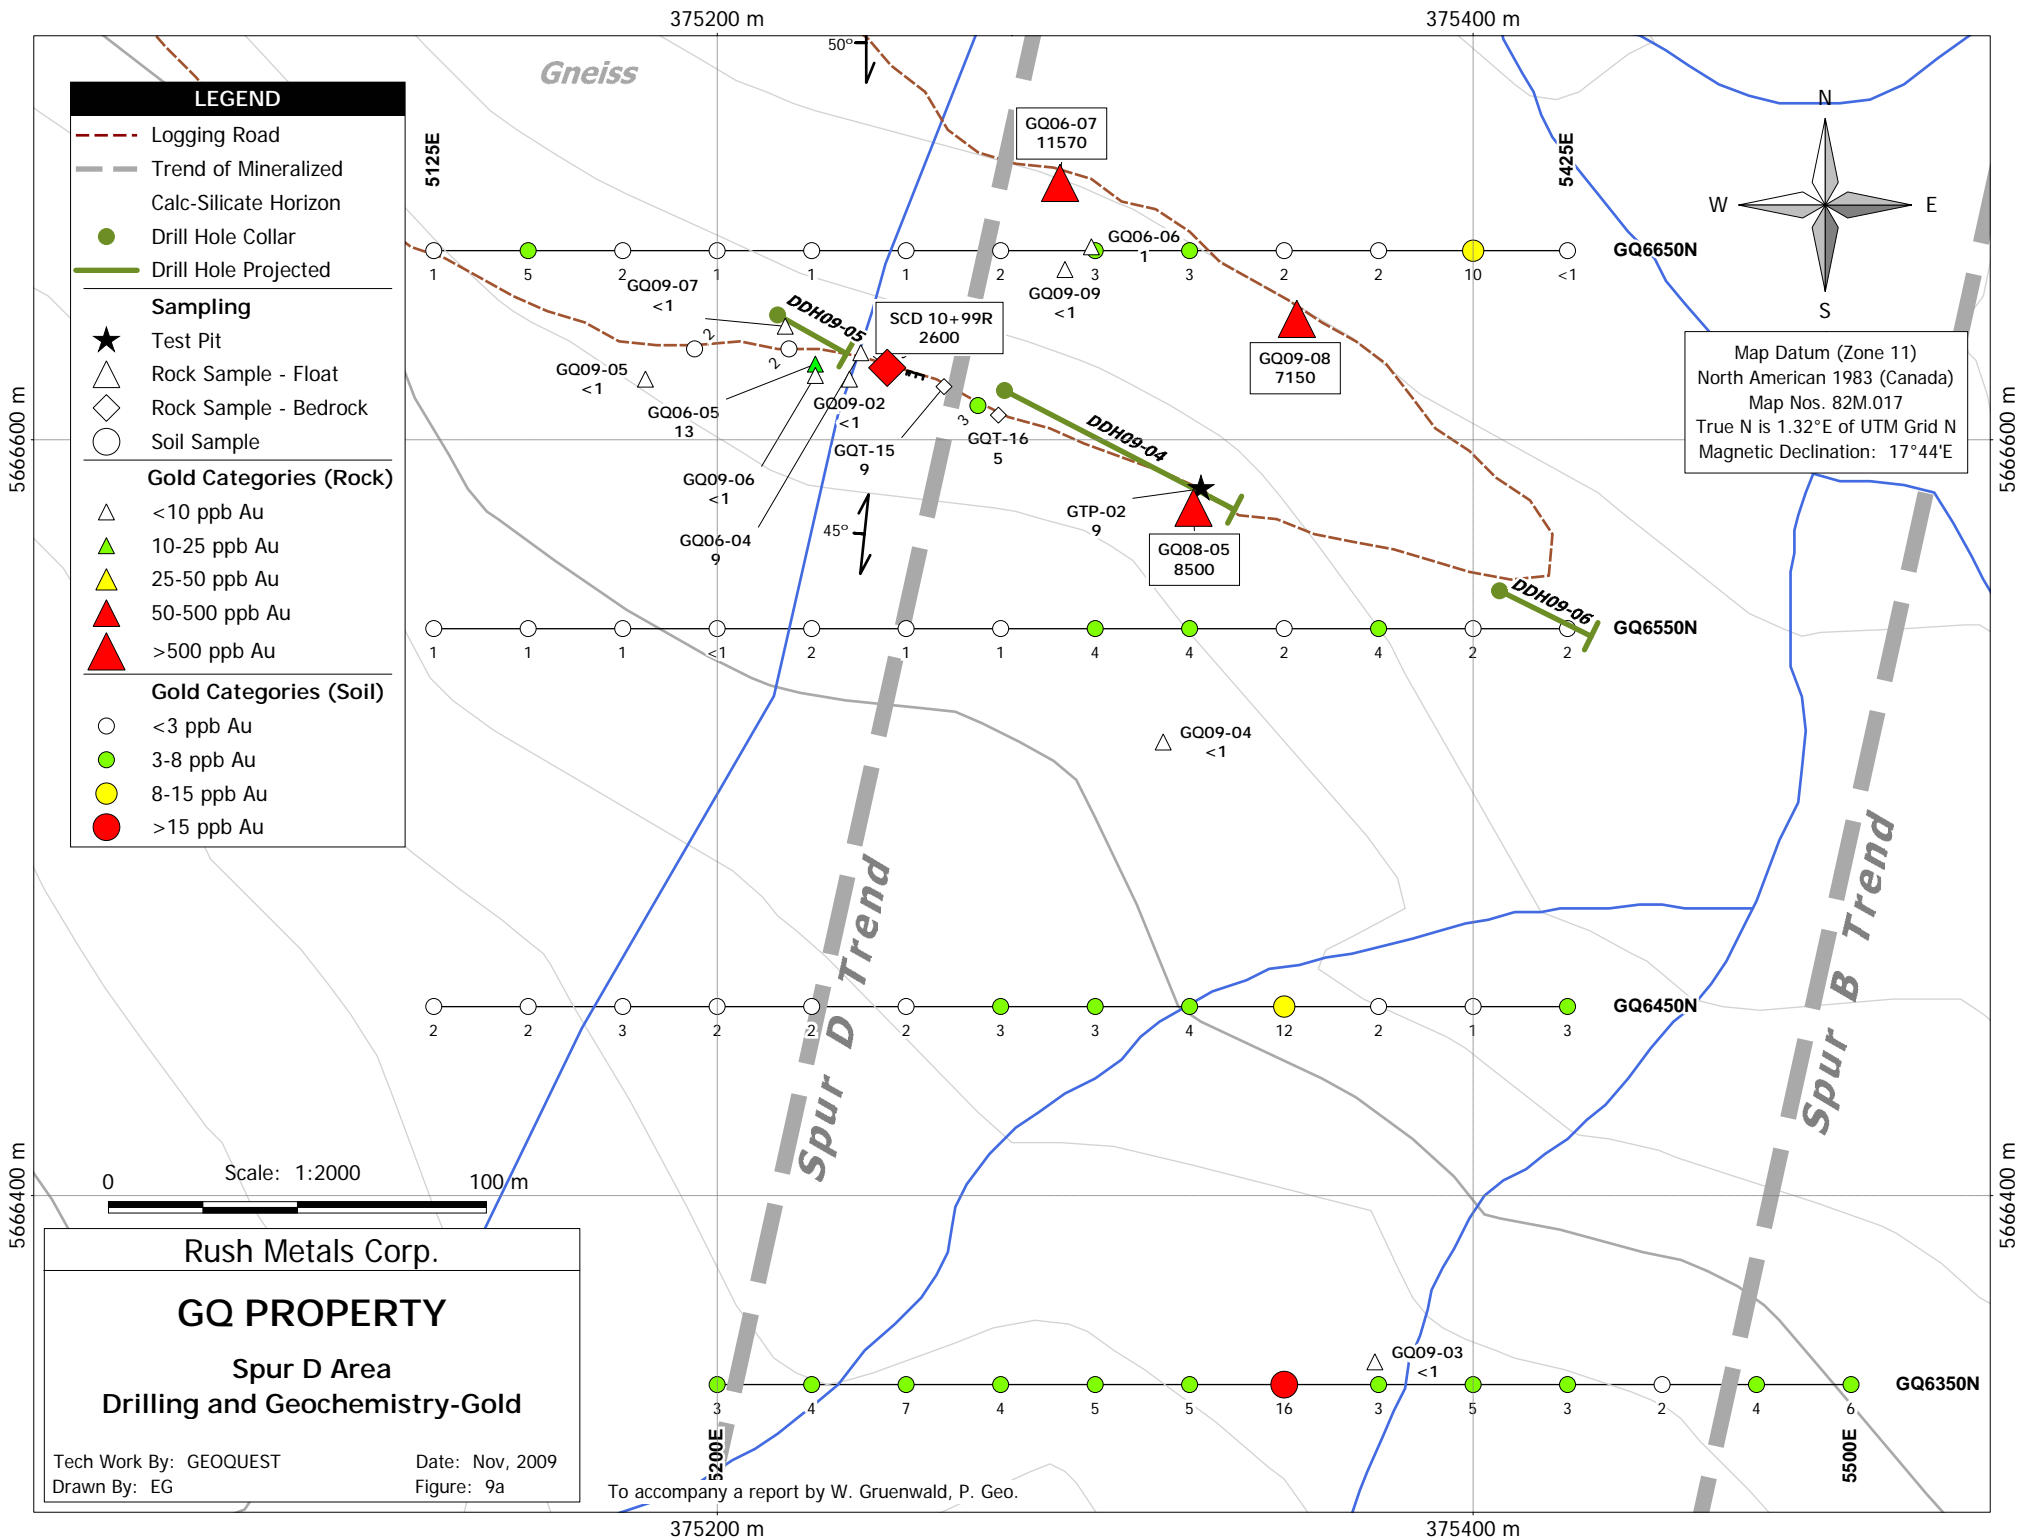 375200 m
375400 m
50°
Gneiss
LEGEND
Logging Road
Trend of Mineralized
Calc-Silicate Horizon
Drill Hole Collar
Drill Hole Projected
Sampling
Test Pit
Rock Sample - Float
Rock Sample - Bedrock
Soil Sample
Gold Categories (Rock)
<10 ppb Au
10-25 ppb Au
25-50 ppb Au
50-500 ppb Au
>500 ppb Au
Gold Categories (Soil)
<3 ppb Au
3-8 ppb Au
8-15 ppb Au
>15 ppb Au
5125E
5425E
N
W
E
S
GQ06-07
11570
GQ06-06
1
GQ6650N
1 5 2 1 1 1 2 3 3 2 2 10 <1
GQ09-07
<1
GQ09-09
<1
DDH09-05
SCD 10+99R
2600
GQ09-08
7150
Map Datum (Zone 11)
North American 1983 (Canada)
Map Nos. 82M.017
True N is 1.32°E of UTM Grid N
Magnetic Declination: 17°44'E
2
2
GQ09-05
<1
GQ06-05
13
GQ09-02
<1
3
GQT-15
9
GQT-16
5
DDH09-04
GQ09-06
<1
GTP-02
9
GQ06-04
9
45°
GQ08-05
8500
5666600 m
5666600 m
DDH09-06
GQ6550N
1 1 1 <1 2 1 1 4 4 2 4 2 2
GQ09-04
<1
Spur D Trend
Spur B Trend
GQ6450N
2 2 3 2 2 2 3 3 4 12 2 1 3
5666400 m
5666400 m
Scale: 1:2000
0
100 m
Rush Metals Corp.
GQ PROPERTY
Spur D Area
Drilling and Geochemistry-Gold
Tech Work By: GEOQUEST
Date: Nov, 2009
Drawn By: EG
Figure: 9a
GQ09-03
<1
GQ6350N
3 4 7 4 5 5 16 3 5 3 2 4 6
5200E
5500E
To accompany a report by W. Gruenwald, P. Geo.
375200 m
375400 m